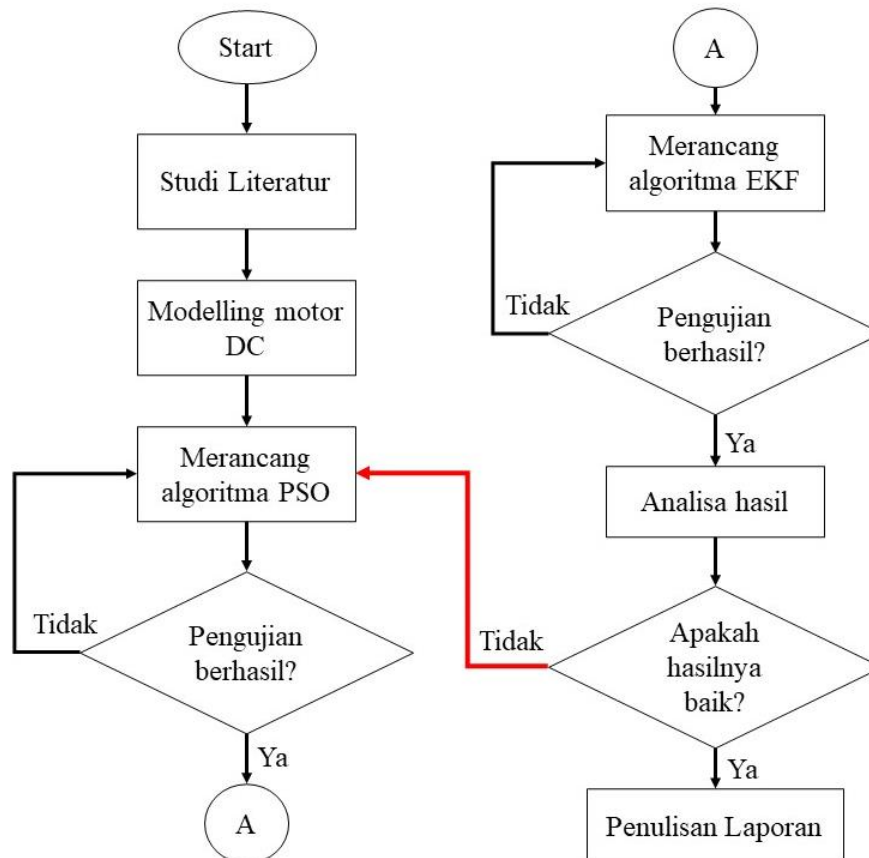 Start
Studi Literatur
Modelling motor
DC
Merancang
algoritma PSO
Tidak
Pengujian
berhasil?
Ya
A
A
Merancang
algoritma EKF
Tidak
Pengujian
berhasil?
Ya
Analisa hasil
Tidak
Apakah
hasilnya
baik?
Ya
Penulisan Laporan